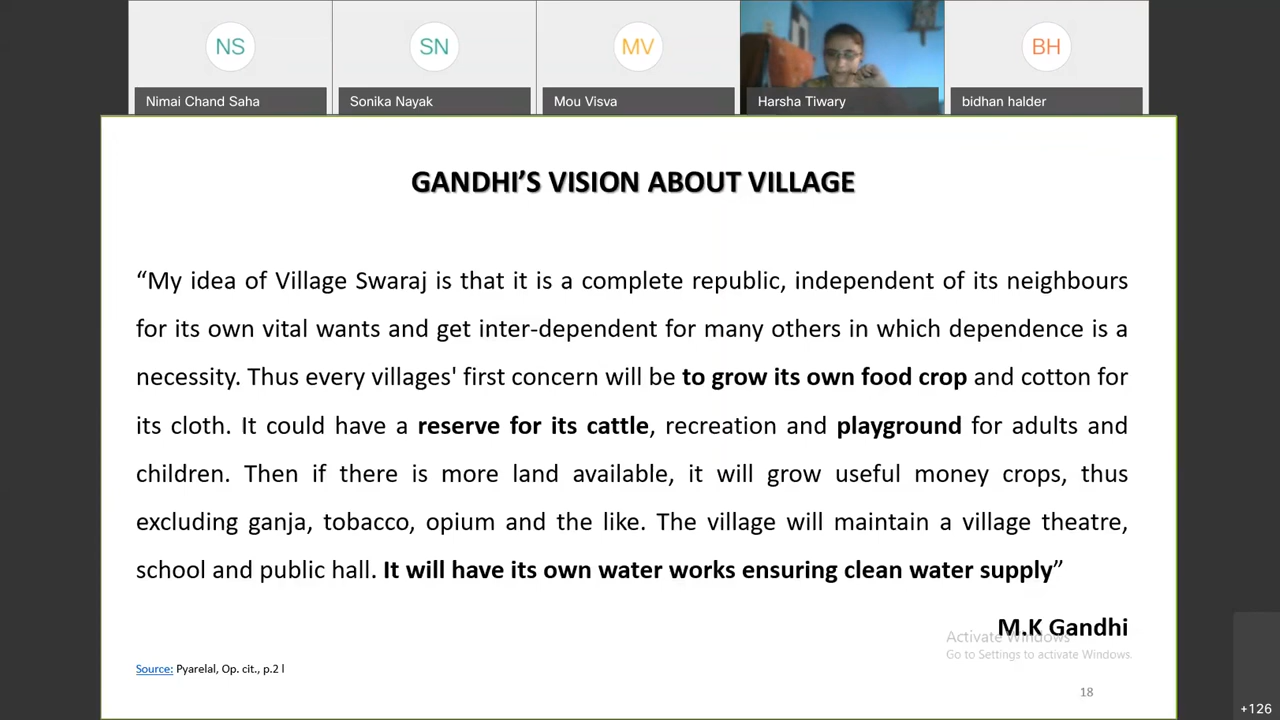 NS
SN
MV
BH
Nimai Chand Saha
Sonika Nayak
Mou Visva
Harsha Tiwary
bidhan halder
GANDHI'S VISION ABOUT VILLAGE
“My idea of Village Swaraj is that it is a complete republic, independent of its neighbours
for its own vital wants and get inter-dependent for many others in which dependence is a
necessity. Thus every villages' first concern will be to grow its own food crop and cotton for
its cloth. It could have a reserve for its cattle, recreation and playground for adults and
children. Then if there is more land available, it will grow useful money crops, thus
excluding ganja, tobacco, opium and the like. The village will maintain a village theatre,
school and public hall. It will have its own water works ensuring clean water supply”
M.K Gandhi
Activate Windows
Go to Settings to activate Windows.
Source: Pyarelal, Op. cit., p.2 l
18
+126